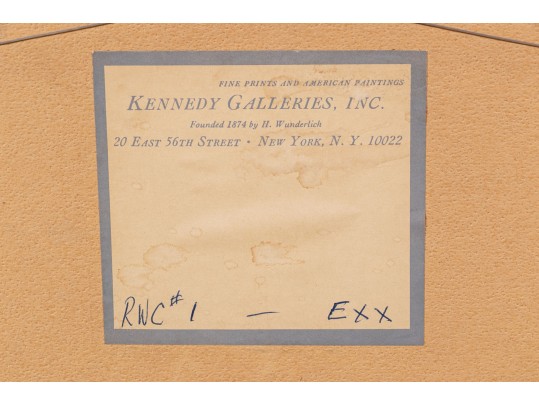 FINE PRINTS AND AMERICAN PAINTINGS
KENNEDY GALLERIES, INC.
Founded 1874 by H. Wunderlich
20 EAST 56TH STREET • NEW YORK, N. Y. 10022
RWC # 1 — EXX